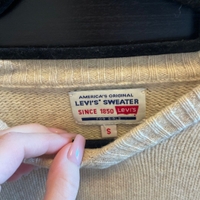 AMERICA'S ORIGINAL
LEVI'S® SWEATER
SINCE 1850 LEVI'S
S